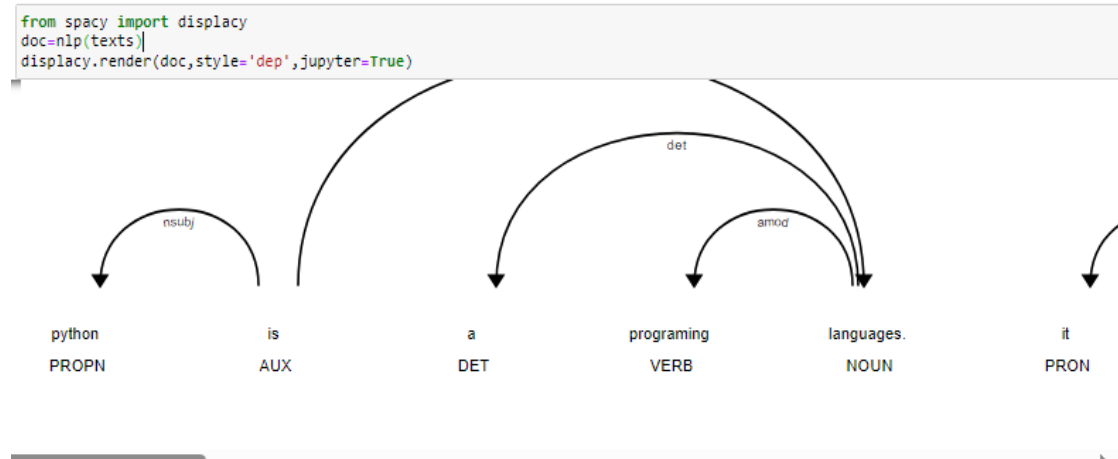 from spacy import displacy
doc=nlp(texts)
displacy.render(doc,style='dep',jupyter=True)
det
nsubj
amod
python is a programing languages. it
PROPN AUX DET VERB NOUN PRON